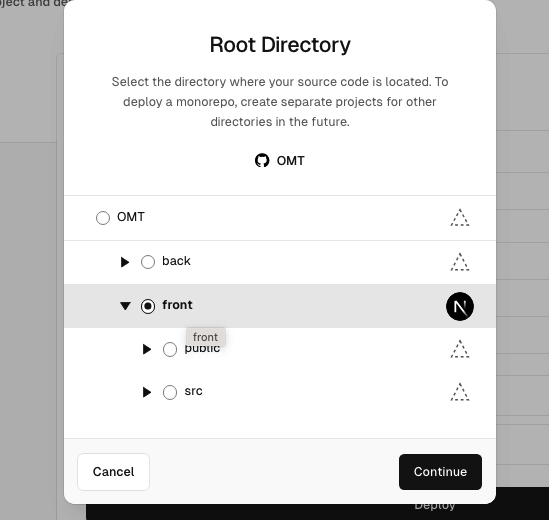 oject and de
Root Directory
Select the directory where your source code is located. To
deploy a monorepo, create separate projects for other
directories in the future.
OMT
OMT
back
front
front
public
src
Cancel
Continue
Deploy